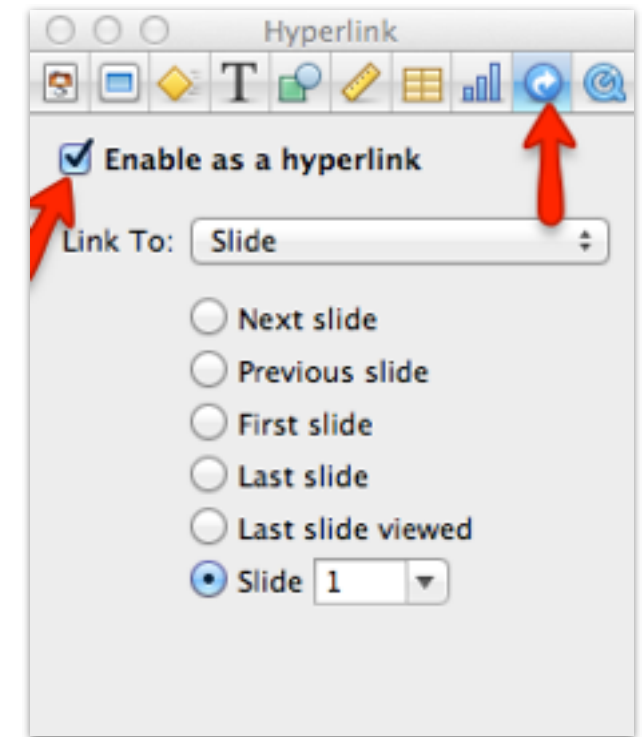 Hyperlink
T
Enable as a hyperlink
Link To: Slide
Next slide
Previous slide
First slide
Last slide
Last slide viewed
Slide 1